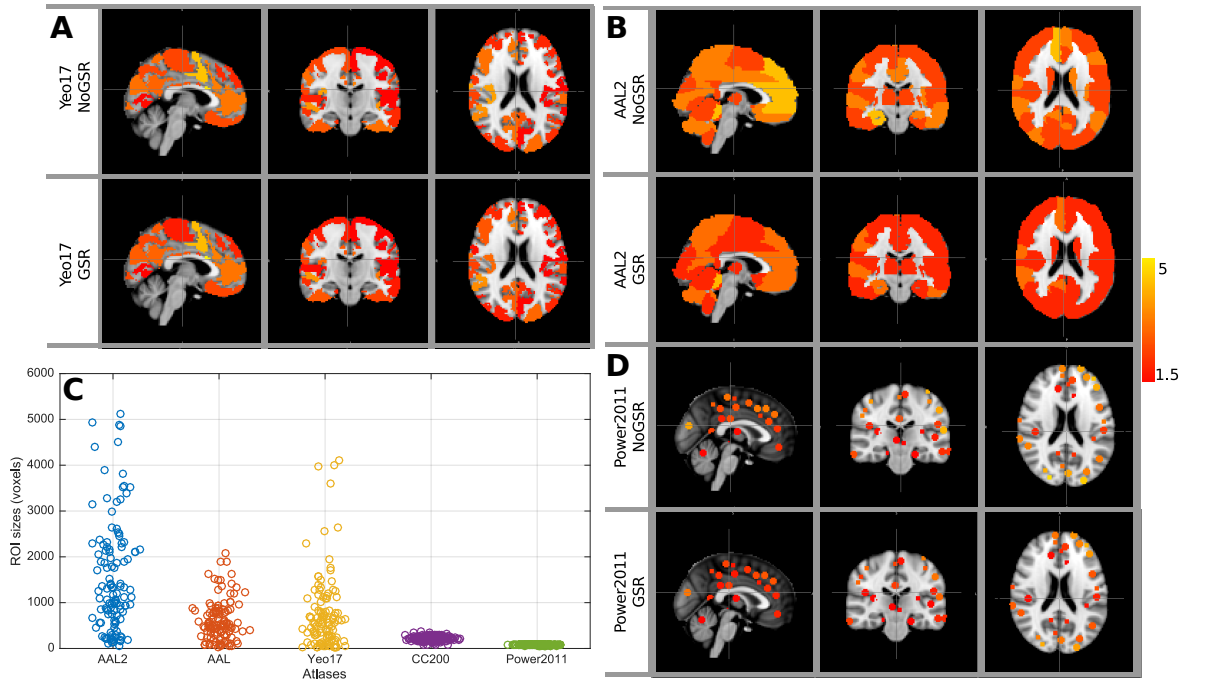 A
Yeo17
NoGSR
Yeo17
GSR
B
AAL2
NoGSR
AAL2
GSR
5
1.5
C
6000
5000
4000
3000
2000
1000
0
ROI sizes (voxels)
AAL2
AAL
Yeo17
CC200
Power2011
Atlases
D
Power2011
NoGSR
Power2011
GSR